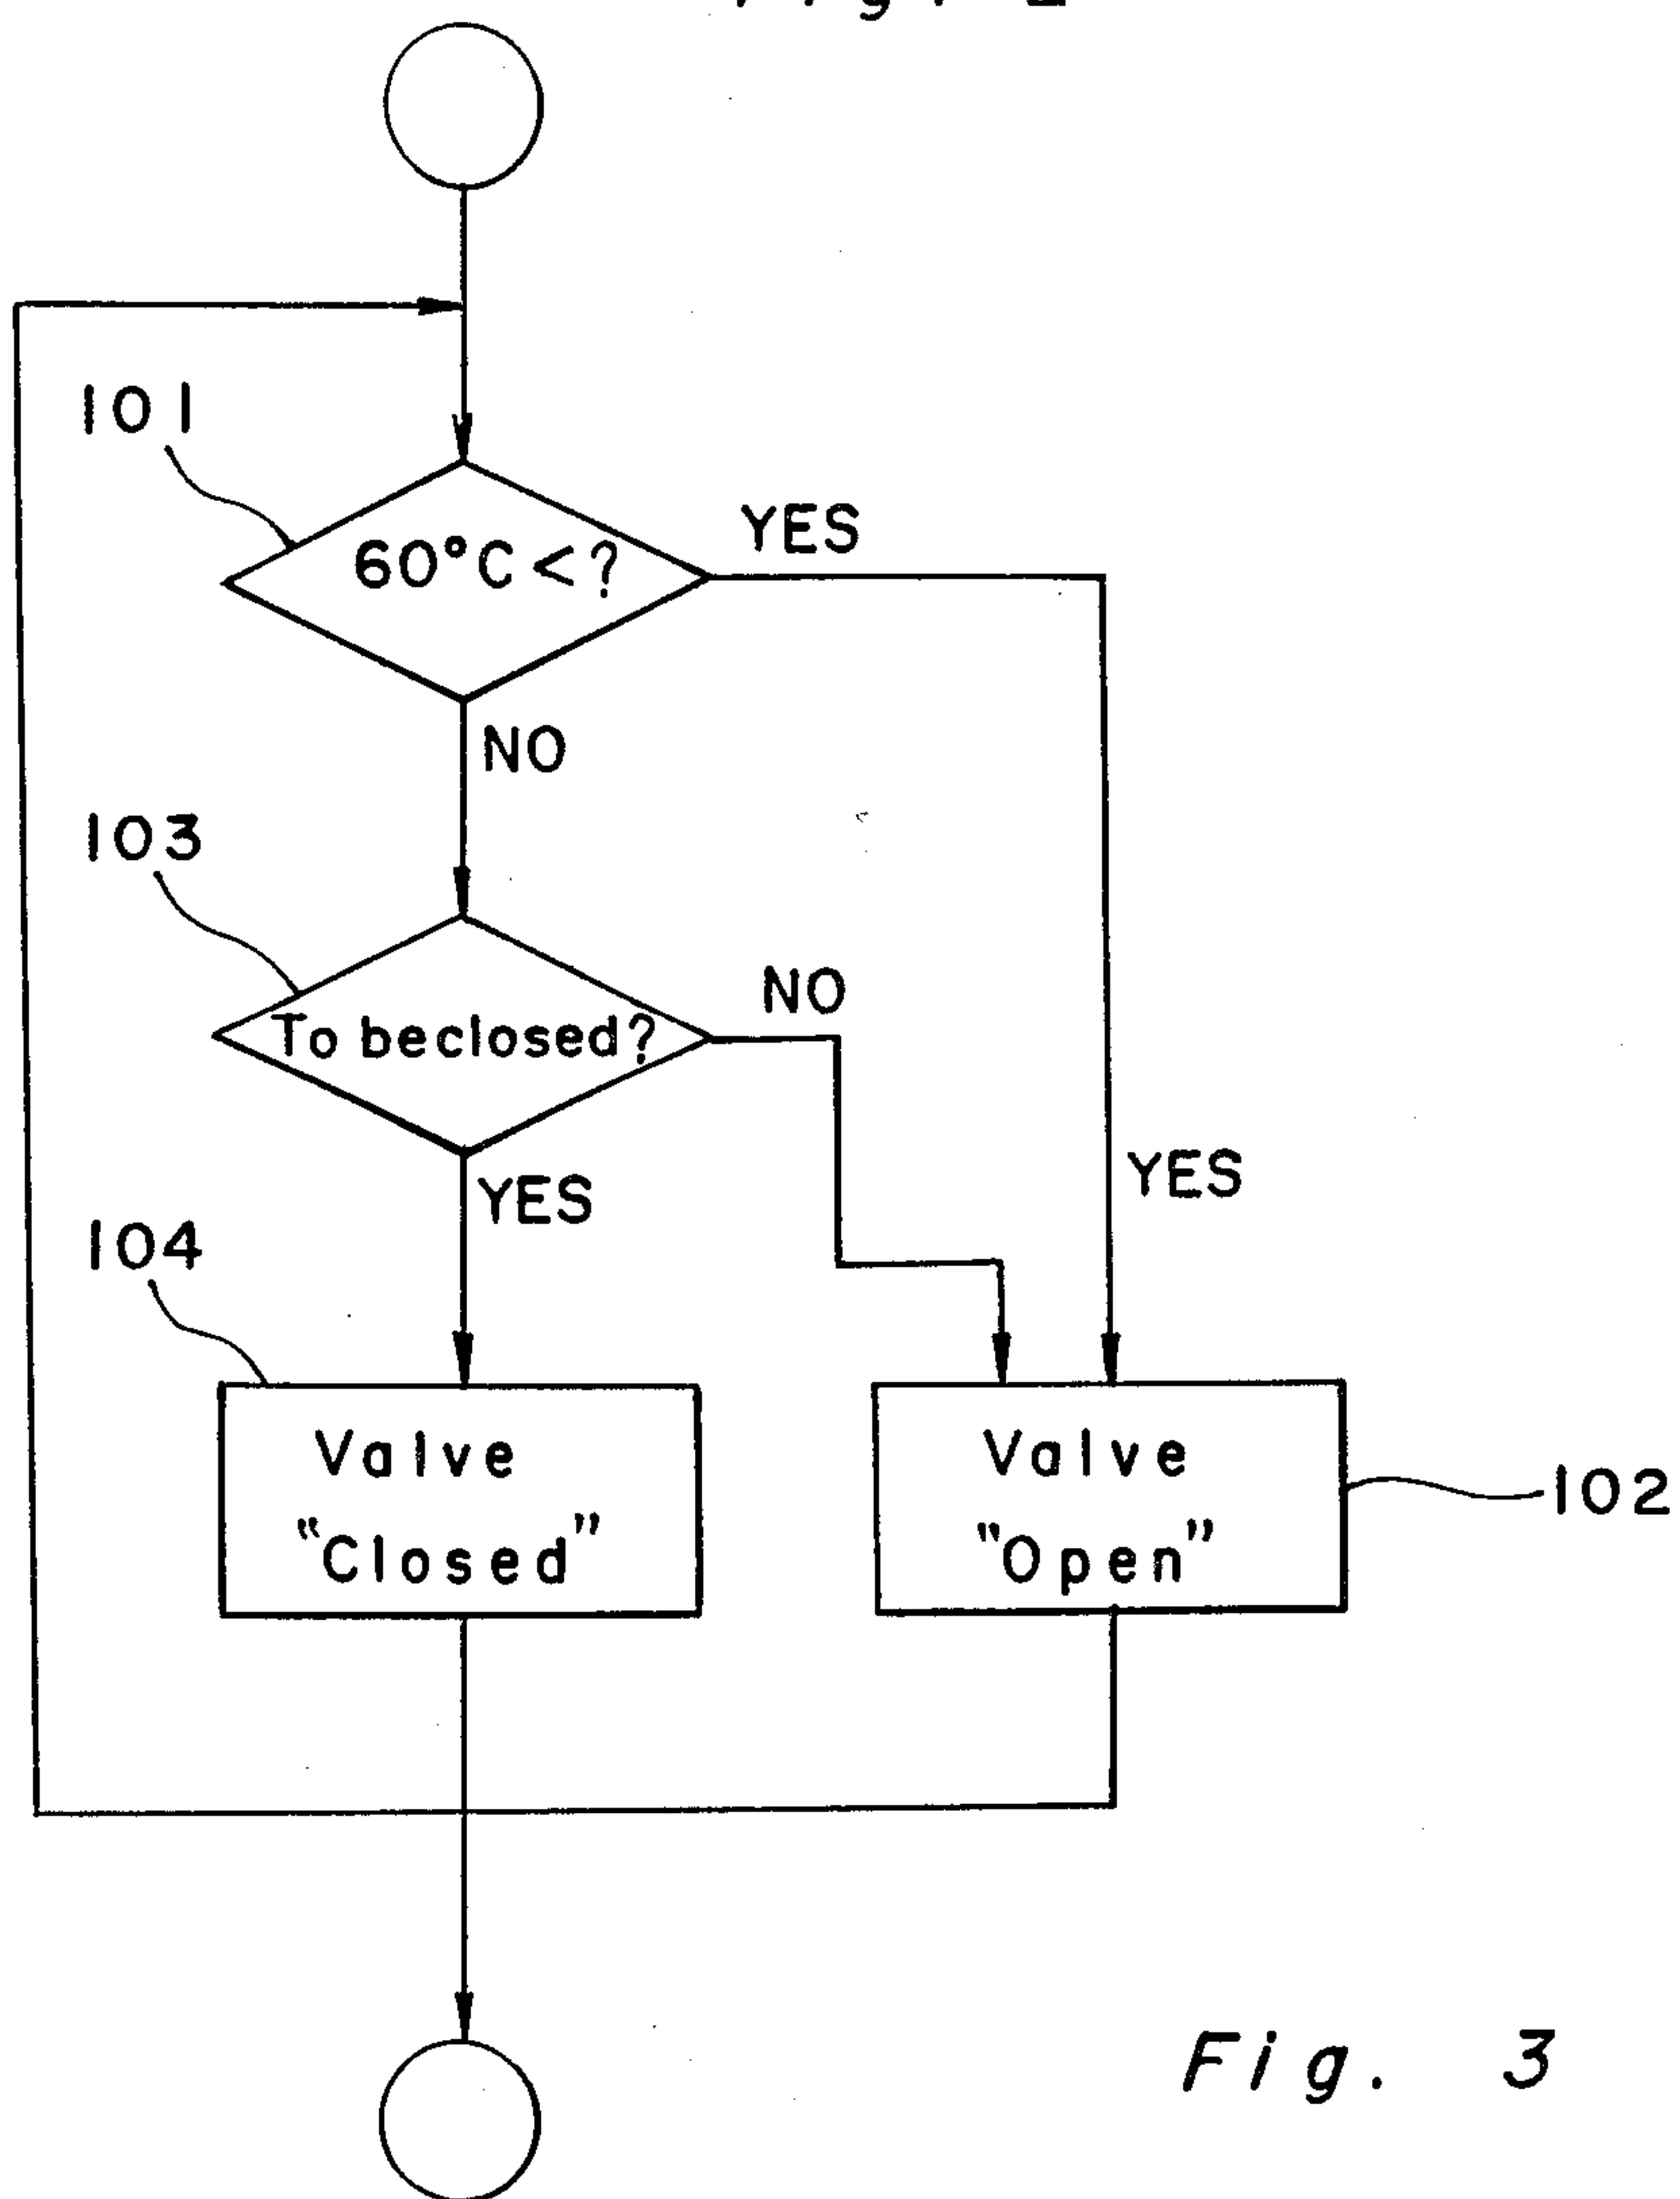 101
60°C < ?
YES
NO
103
To beclosed?
NO
YES
YES
104
Valve
"Closed"
Valve
"Open"
102
Fig. 3